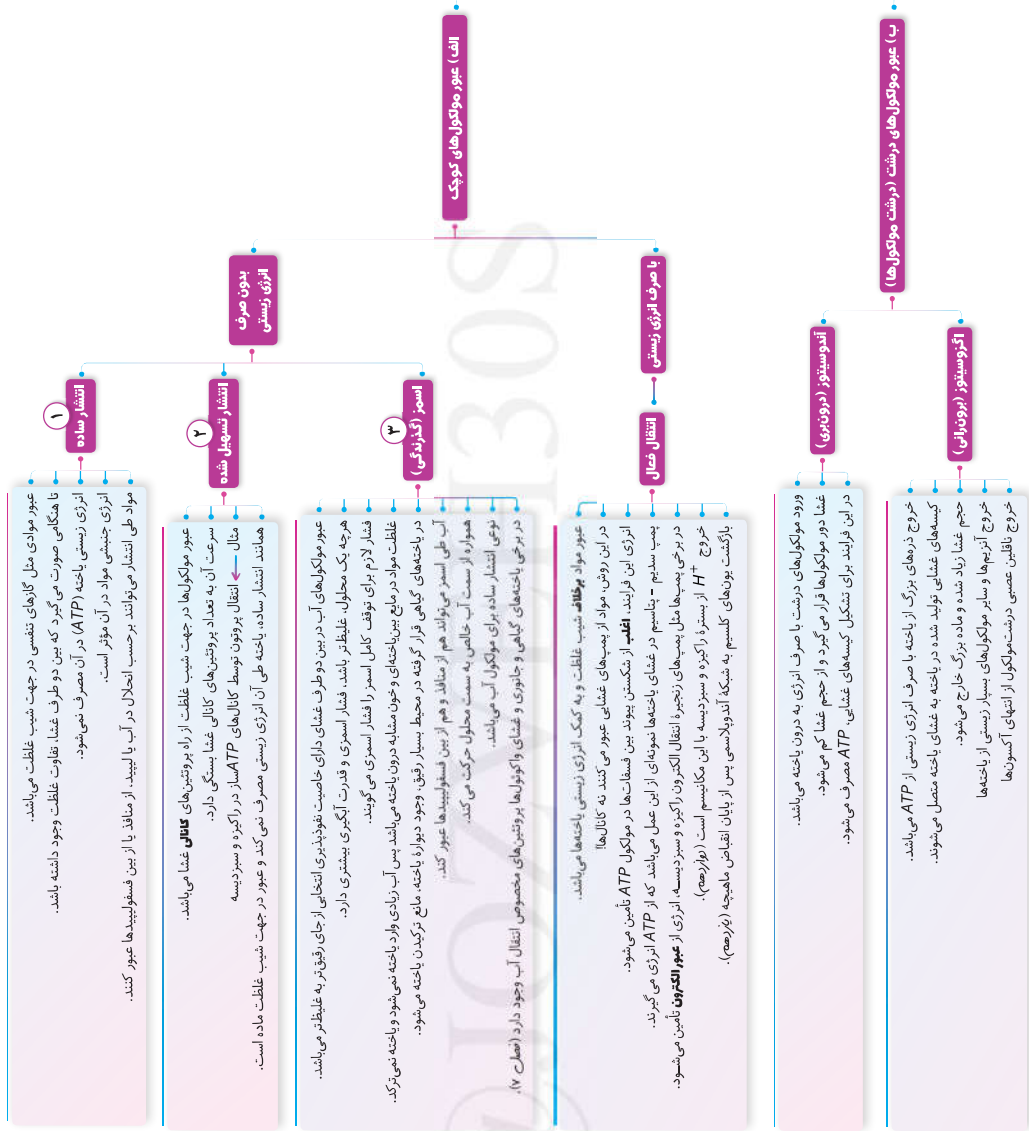 الف) عبور مولکول‌های کوچک
بدون صرف
انرژی زیستی
انتشار ساده
۱
عبور موادی مثل گازهای تنفسی در جهت شیب غلظت می‌باشد.
تا هنگامی صورت می‌گیرد که بین دو طرف غشا، تفاوت غلظت وجود داشته باشد.
انرژی زیستی یاخته (ATP) در آن مصرف نمی‌شود.
انرژی جنبشی مواد در آن مؤثر است.
مواد طی انتشار می‌توانند برحسب انحلال در آب یا لیپید، از منافذ یا از بین فسفولیپیدها عبور کنند.
انتشار تسهیل شده
۲
عبور مولکول‌ها در جهت شیب غلظت از راه پروتئین‌های کانالی غشا می‌باشد.
سرعت آن به تعداد پروتئین‌های کانالی غشا بستگی دارد.
مثال ← انتقال پروتون توسط کانال‌های ATPساز در راکیزه و سبزدیسه
همانند انتشار ساده، یاخته طی آن انرژی زیستی مصرف نمی‌کند و عبور در جهت شیب غلظت ماده است.
اسمز (گذرندگی)
۳
عبور مولکول‌های آب در بین دو طرف غشای دارای خاصیت نفوذپذیری انتخابی از جای رقیق‌تر به غلیظ‌تر می‌باشد.
هرچه یک محلول، غلیظ‌تر باشد، فشار اسمزی و قدرت آبگیری بیشتری دارد.
فشار لازم برای توقف کامل اسمز را فشار اسمزی می‌گویند.
غلظت مواد در مایع بین‌یاخته‌ای و خون مشابه درون یاخته می‌باشد پس آب زیادی وارد یاخته نمی‌شود و یاخته نمی‌ترکد.
در یاخته‌های گیاهی قرار گرفته در محیط بسیار رقیق، وجود دیوارهٔ یاخته، مانع ترکیدن یاخته می‌شود.
آب طی اسمز می‌تواند هم از منافذ و هم از بین فسفولیپیدها عبور کند.
همواره از سمت آب خالص به سمت محلول حرکت می‌کند.
نوعی انتشار ساده برای مولکول آب می‌باشد.
در برخی یاخته‌های گیاهی و جانوری و غشای واکوئول‌ها پروتئین‌های مخصوص انتقال آب وجود دارد (فصل ۷).
با صرف انرژی زیستی
انتقال فعال
عبور مواد برخلاف شیب غلظت و به کمک انرژی زیستی یاخته‌ها می‌باشد.
در این روش، مواد از پمپ‌های غشایی عبور می‌کنند نه کانال‌ها!
انرژی این فرایند، اغلب از شکستن پیوند بین فسفات‌ها در مولکول ATP تأمین می‌شود.
پمپ سدیم - پتاسیم در غشای یاخته‌ها نمونه‌ای از این عمل می‌باشد که از ATP انرژی می‌گیرند.
در برخی پمپ‌ها مثل پمپ‌های زنجیرهٔ انتقال الکترون راکیزه و سبزدیسه، انرژی از عبور الکترون تأمین می‌شود.
خروج H+ از بسترهٔ راکیزه و سبزدیسه با این مکانیسم است (دوازدهم).
بازگشت یون‌های کلسیم به شبکهٔ آندوپلاسمی پس از پایان انقباض ماهیچه (یازدهم).
ب) عبور مولکول‌های درشت (درشت مولکول‌ها)
آندوسیتوز (درون‌بری)
ورود مولکول‌های درشت با صرف انرژی به درون یاخته می‌باشد.
غشا دور مولکول‌ها قرار می‌گیرد و از حجم غشا کم می‌شود.
در این فرایند برای تشکیل کیسه‌های غشایی، ATP مصرف می‌شود.
اگزوسیتوز (برون‌رانی)
خروج ذره‌های بزرگ از یاخته با صرف انرژی زیستی از ATP می‌باشد.
کیسه‌های غشایی تولید شده در یاخته به غشای یاخته متصل می‌شوند.
حجم غشا زیاد شده و ماده بزرگ خارج می‌شود.
خروج آنزیم‌ها و سایر مولکول‌های بسپار زیستی از یاخته‌ها
خروج ناقلین عصبی درشت‌مولکول از انتهای آکسون‌ها